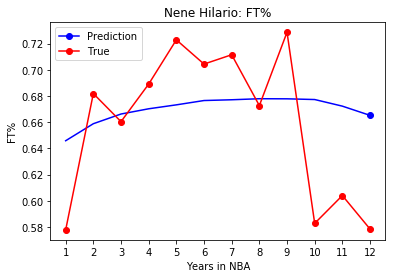 Nene Hilario: FT%
Prediction
True
0.72
0.70
0.68
0.66
0.64
0.62
0.60
0.58
FT%
1 2 3 4 5 6 7 8 9 10 11 12
Years in NBA